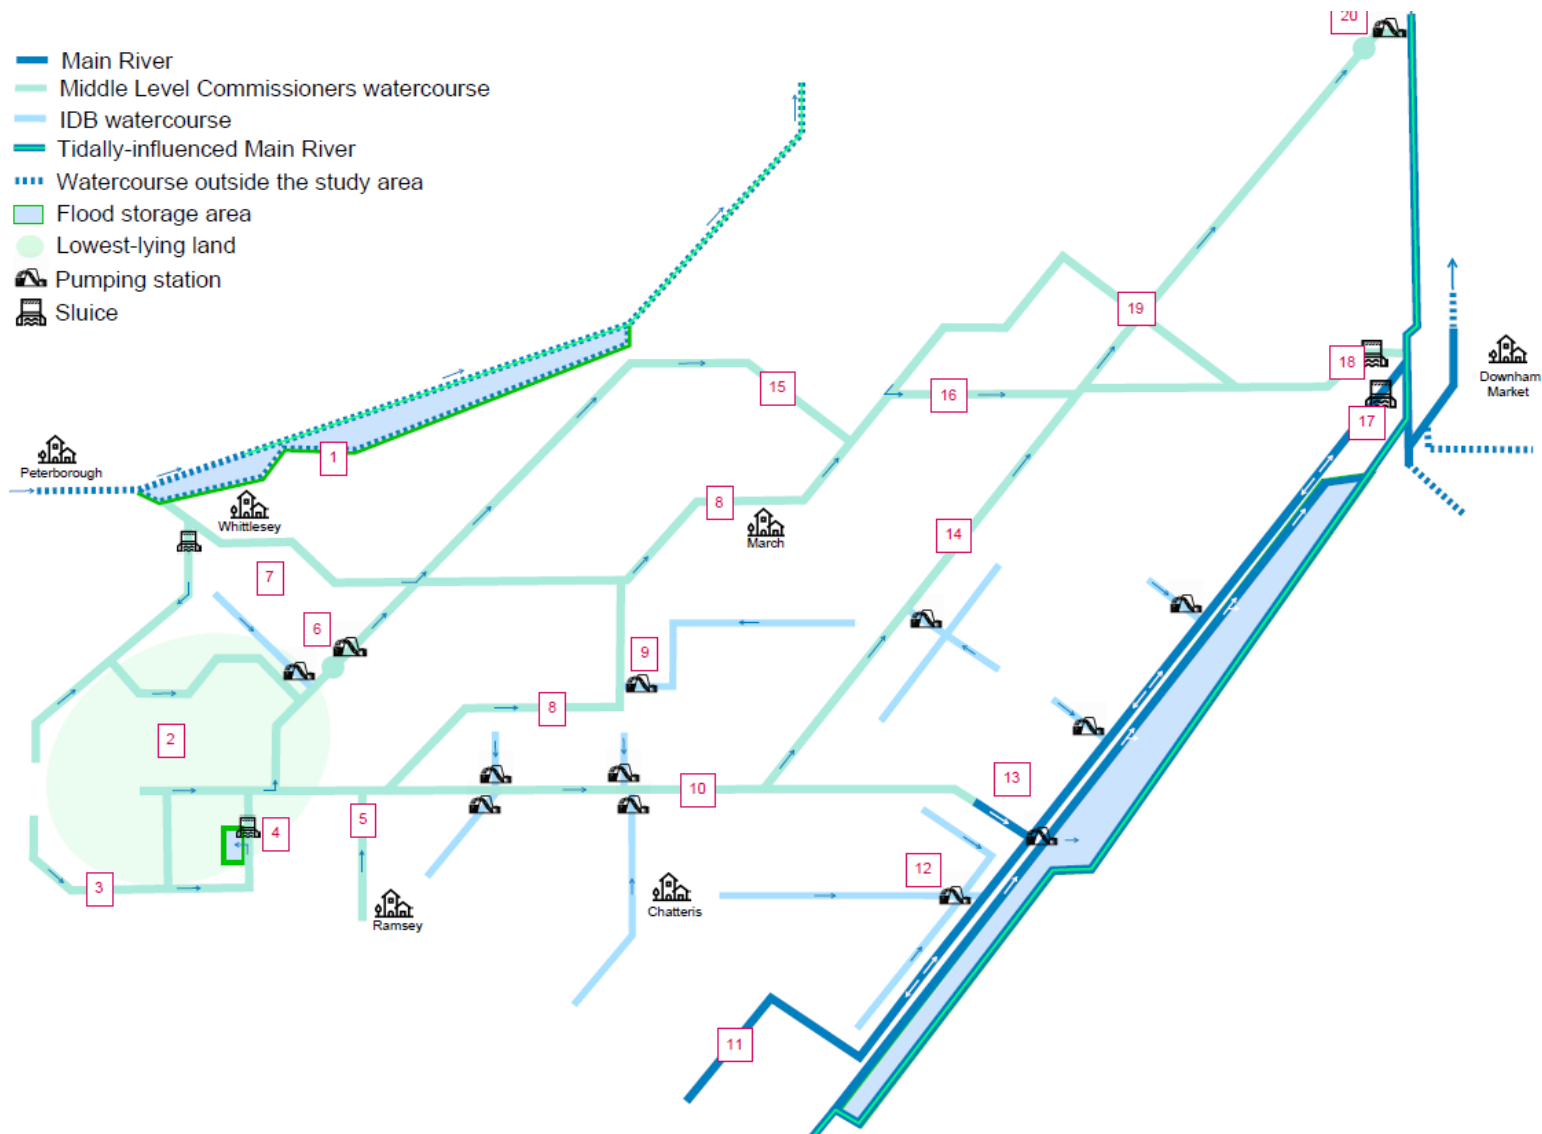 Main River
Middle Level Commissioners watercourse
IDB watercourse
Tidally-influenced Main River
Watercourse outside the study area
Flood storage area
Lowest-lying land
Pumping station
Sluice
20
19
18
17
Downham
Market
15
16
1
Peterborough
Whittlesey
8
March
14
7
6
9
2
8
10
13
4
5
3
12
Ramsey
Chatteris
11